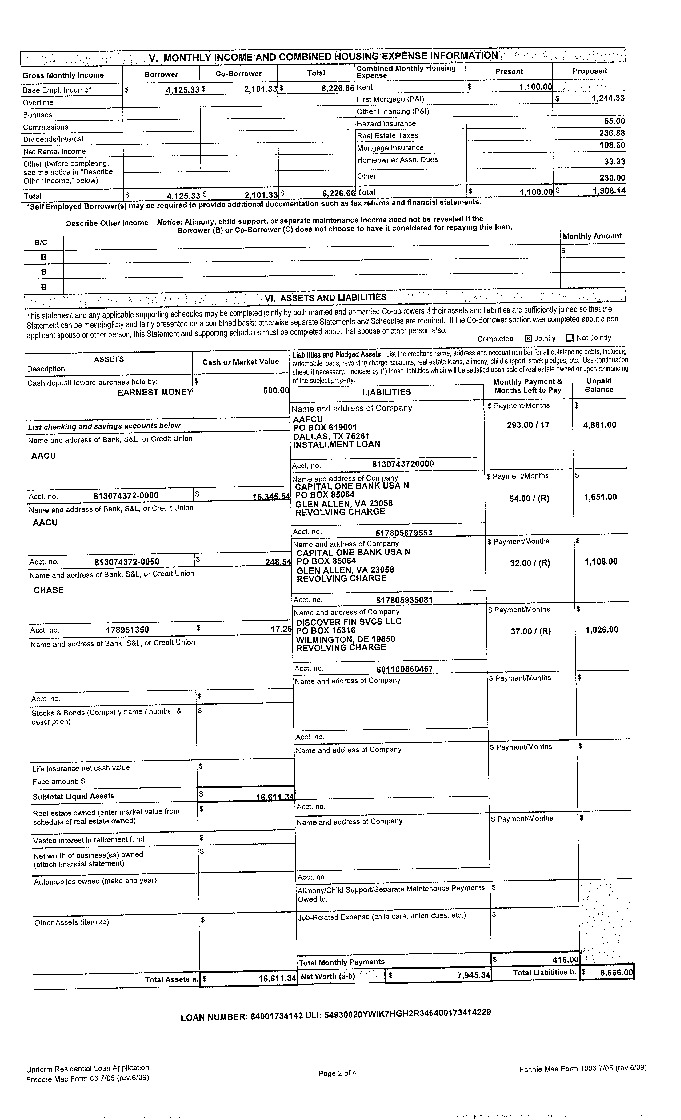 V. MONTHLY INCOME AND COMBINED HOUSING EXPENSE INFORMATION
Gross Monthly Income Borrower Co-Borrower Total Combined Monthly Housing Expense Present Proposed
Base Empl. Income* $ 4,125.33 $ 2,101.33 $ 6,226.66 Rent $ 1,100.00
Overtime First Mortgage (P&I) $ 1,244.33
Bonuses Other Financing (P&I)
Commissions Hazard Insurance 55.00
Dividends/Interest Real Estate Taxes 236.88
Net Rental Income Mortgage Insurance
Other (before completing, see the notice in "Describe Other Income," below) Homeowner Assn. Dues 33.33
Other 230.00
Total $ 4,125.33 $ 2,101.33 $ 6,226.66 Total $ 1,100.00 $
*Self Employed Borrower(s) may be required to provide additional documentation such as tax returns and financial statements.
Describe Other Income Notice: Alimony, child support, or separate maintenance income need not be revealed if the
Borrower (B) or Co-Borrower (C) does not choose to have it considered for repaying this loan.
B/C Monthly Amount
B $
B
B
VI. ASSETS AND LIABILITIES
This statement and any applicable supporting schedules may be completed jointly by both married and unmarried Co-borrowers if their assets and liabilities are sufficiently joined so that the
Statement can be meaningfully and fairly presented on a combined basis; otherwise separate Statements and Schedules are required. If the Co-Borrower section was completed about a non-
applicant spouse or other person, this Statement and supporting schedules must be completed about that spouse or other person also.
Completed Jointly Not Jointly
ASSETS
Description
Cash or Market Value
Cash deposit toward purchase held by: $
EARNEST MONEY 500.00
List checking and savings accounts below
Name and address of Bank, S&L, or Credit Union
AACU
Acct. no. 813074372-0000 $ 15,345.54
Name and address of Bank, S&L, or Credit Union
AACU
Acct. no. 813074372-0050 $ 248.54
Name and address of Bank, S&L, or Credit Union
CHASE
Acct. no. 178951350 $ 17.26
Name and address of Bank, S&L, or Credit Union
Acct. no. $
Stocks & Bonds (Company name / number & description) $
Life insurance net cash value $
Face amount: $
Subtotal Liquid Assets $ 16,611.34
Real estate owned (enter market value from schedule of real estate owned) $
Vested interest in retirement fund $
Net worth of business(es) owned (attach financial statement) $
Automobiles owned (make and year)
Other Assets (itemize) $
Total Assets a. $ 16,611.34
Liabilities and Pledged Assets. List the creditor's name, address and account number for all outstanding debts, including
automobile loans, revolving charge accounts, real estate loans, alimony, child support, stock pledges, etc. Use continuation
sheet, if necessary. Indicate by (*) those liabilities which will be satisfied upon sale of real estate owned or upon refinancing
of the subject property.
LIABILITIES Monthly Payment & Months Left to Pay Unpaid Balance
Name and address of Company $ Payment/Months $
AAFCU
PO BOX 619001 293.00 / 17 4,881.00
DALLAS, TX 75261
INSTALLMENT LOAN
Acct. no. 8130743720000
Name and address of Company $ Payment/Months $
CAPITAL ONE BANK USA N
PO BOX 85064 54.00 / (R) 1,651.00
GLEN ALLEN, VA 23058
REVOLVING CHARGE
Acct. no. 517805879553
Name and address of Company $ Payment/Months $
CAPITAL ONE BANK USA N
PO BOX 85064 32.00 / (R) 1,108.00
GLEN ALLEN, VA 23058
REVOLVING CHARGE
Acct. no. 517805935081
Name and address of Company $ Payment/Months $
DISCOVER FIN SVCS LLC
PO BOX 15316 37.00 / (R) 1,026.00
WILMINGTON, DE 19850
REVOLVING CHARGE
Acct. no. 601100860467
Name and address of Company $ Payment/Months $
Acct. no.
Name and address of Company $ Payment/Months $
Acct. no.
Name and address of Company $ Payment/Months $
Acct. no.
Alimony/Child Support/Separate Maintenance Payments Owed to: $
Job-Related Expense (child care, union dues, etc.) $
Total Monthly Payments $ 416.00
Net Worth (a-b) $ 7,945.34 Total Liabilities b. $ 8,666.00
LOAN NUMBER: 84001734142
Uniform Residential Loan Application
Page 2 of 4